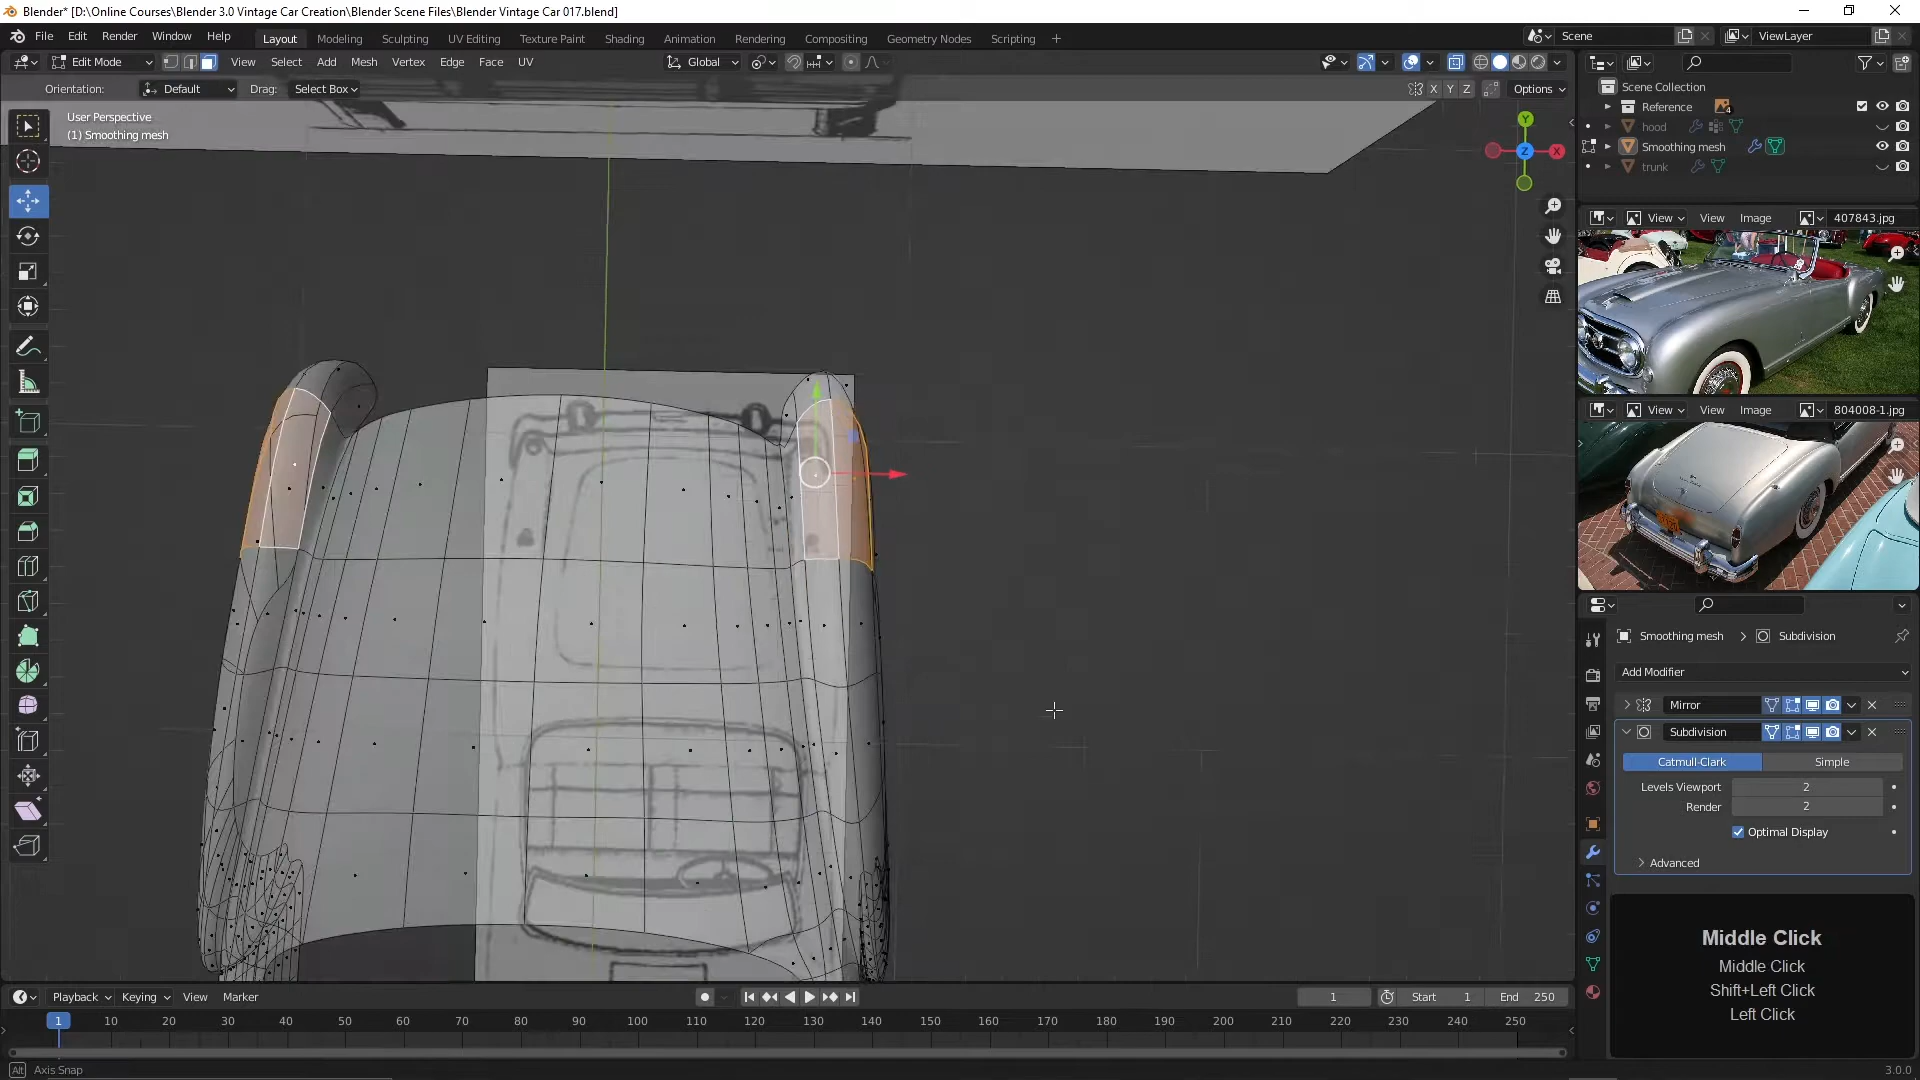 Blender* [D:\Online Courses\Blender 3.0 Vintage Car Creation\Blender Scene Files\Blender Vintage Car 017.blend]
File Edit Render Window Help Layout Modeling Sculpting UV Editing Texture Paint Shading Animation Rendering Compositing Geometry Nodes Scripting + Scene ViewLayer
Edit Mode View Select Add Mesh Vertex Edge Face UV Global
Orientation: Default Drag: Select Box X Y Z Options
User Perspective
(1) Smoothing mesh
Y
Z X
Scene Collection
Reference 4
hood
Smoothing mesh
trunk
View View Image 407843.jpg
View View Image 804008-1.jpg
Smoothing mesh > Subdivision
Add Modifier
Mirror
Subdivision
Catmull-Clark Simple
Levels Viewport 2
Render 2
Optimal Display
Advanced
Middle Click
Middle Click
Shift+Left Click
Left Click
Playback Keying View Marker 1 Start 1 End 250
1 10 20 30 40 50 60 70 80 90 100 110 120 130 140 150 160 170 180 190 200 210 220 230 240 250
Alt Axis Snap 3.0.0